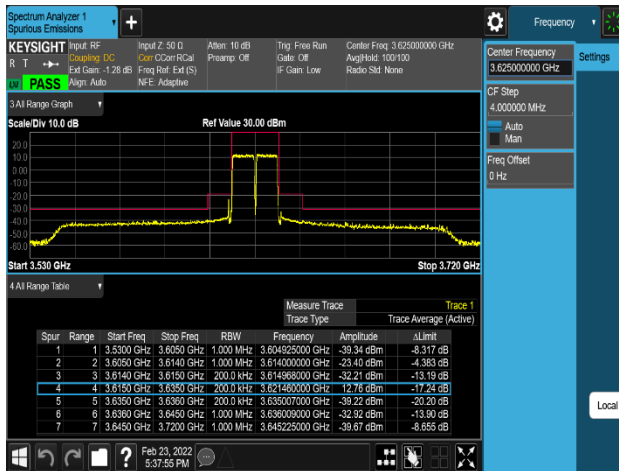 Spectrum Analyzer 1
Spurious Emissions
Frequency
KEYSIGHT Input: RF Input Z: 50 Ω Atten: 10 dB Trig: Free Run Center Freq: 3.625000000 GHz
R T Coupling: DC Corr CCorr RCal Preamp: Off Gate: Off Avg|Hold: 100/100
Ext Gain: -1.28 dB Freq Ref: Ext (S) IF Gain: Low Radio Std: None
PASS Align: Auto NFE: Adaptive
Center Frequency
3.625000000 GHz
Settings
CF Step
4.000000 MHz
Auto
Man
Freq Offset
0 Hz
3 All Range Graph
Scale/Div 10.0 dB Ref Value 30.00 dBm
20.0
10.0
0.00
-10.0
-20.0
-30.0
-40.0
-50.0
-60.0
Start 3.530 GHz Stop 3.720 GHz
4 All Range Table
Measure Trace Trace 1
Trace Type Trace Average (Active)
Spur Range Start Freq Stop Freq RBW Frequency Amplitude ΔLimit
1 1 3.5300 GHz 3.6050 GHz 1.000 MHz 3.604925000 GHz -39.34 dBm -8.317 dB
2 2 3.6050 GHz 3.6140 GHz 1.000 MHz 3.614000000 GHz -23.40 dBm -4.383 dB
3 3 3.6140 GHz 3.6150 GHz 200.0 kHz 3.614968000 GHz -32.21 dBm -13.19 dB
4 4 3.6150 GHz 3.6350 GHz 200.0 kHz 3.621460000 GHz 12.76 dBm -17.24 dB
5 5 3.6350 GHz 3.6360 GHz 200.0 kHz 3.635007000 GHz -39.22 dBm -20.20 dB
6 6 3.6360 GHz 3.6450 GHz 1.000 MHz 3.636009000 GHz -32.92 dBm -13.90 dB
7 7 3.6450 GHz 3.7200 GHz 1.000 MHz 3.645225000 GHz -39.67 dBm -8.655 dB
Local
? Feb 23, 2022
5:37:55 PM